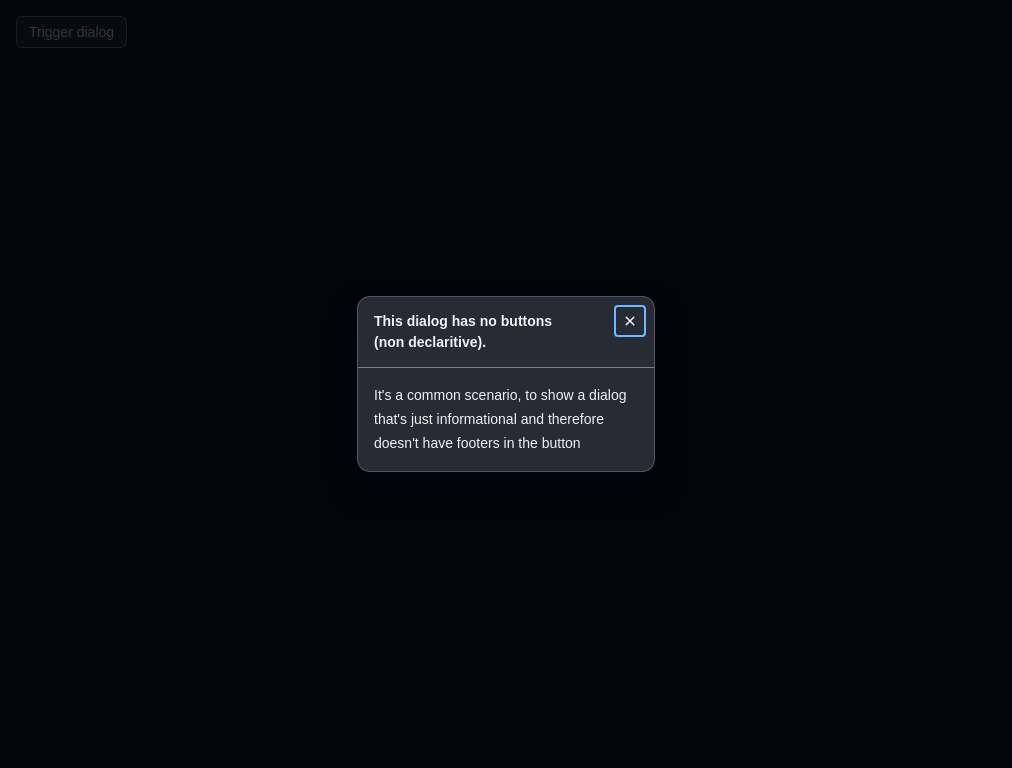 Trigger dialog
This dialog has no buttons
(non declaritive).
It's a common scenario, to show a dialog
that's just informational and therefore
doesn't have footers in the button